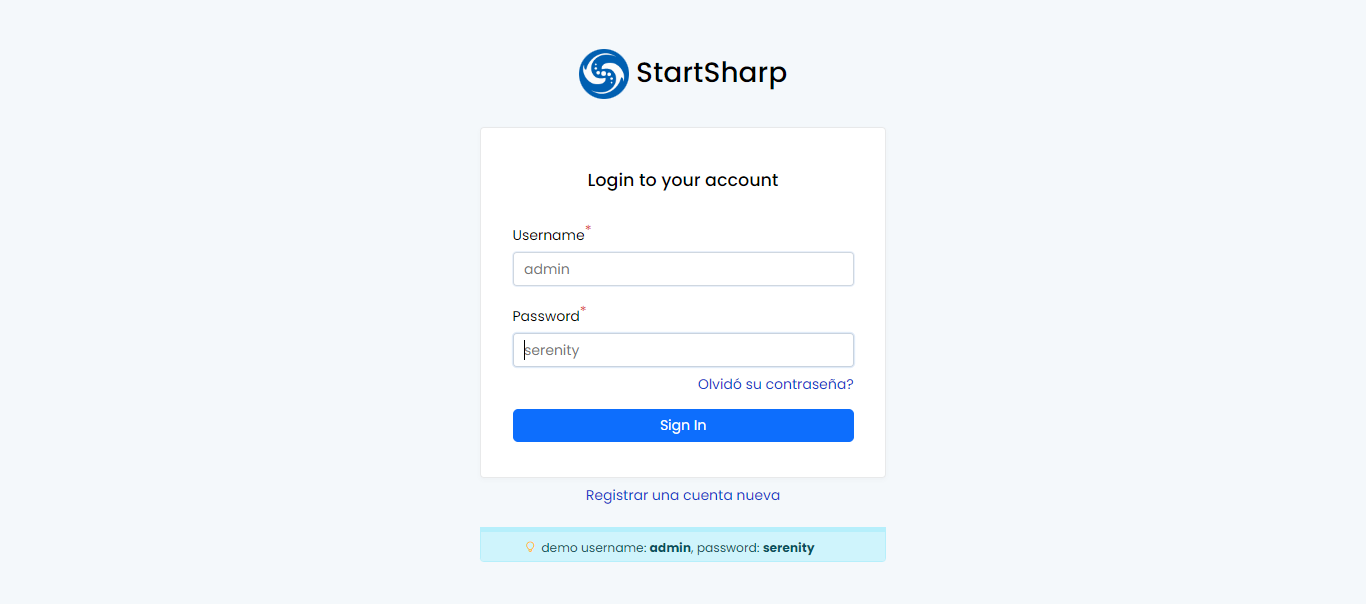 StartSharp
Login to your account
Username*
admin
Password*
serenity
Olvidó su contraseña?
Sign In
Registrar una cuenta nueva
demo username: admin, password: serenity